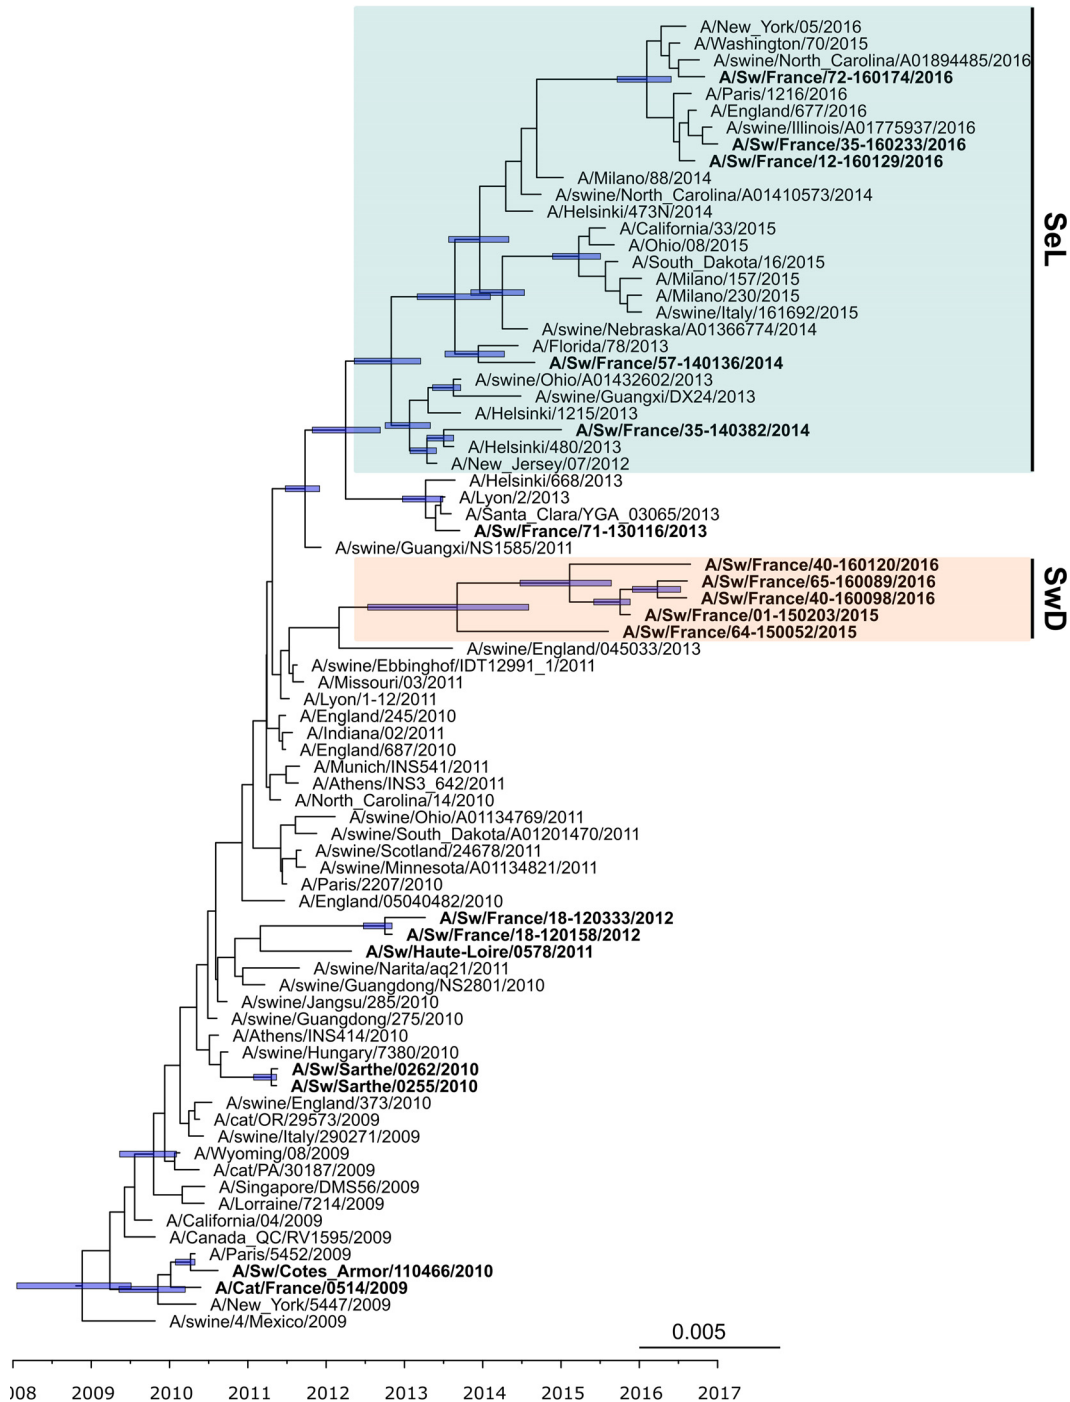 A/New_York/05/2016
A/Washington/70/2015
A/swine/North_Carolina/A01894485/2016
A/Sw/France/72-160174/2016
A/Paris/1216/2016
A/England/677/2016
A/swine/Illinois/A01775937/2016
A/Sw/France/35-160233/2016
A/Sw/France/12-160129/2016
A/Milano/88/2014
A/swine/North_Carolina/A01410573/2014
A/Helsinki/473N/2014
A/California/33/2015
A/Ohio/08/2015
A/South_Dakota/16/2015
A/Milano/157/2015
A/Milano/230/2015
A/swine/Italy/161692/2015
A/swine/Nebraska/A01366774/2014
A/Florida/78/2013
A/Sw/France/57-140136/2014
A/swine/Ohio/A01432602/2013
A/swine/Guangxi/DX24/2013
A/Helsinki/1215/2013
A/Sw/France/35-140382/2014
A/Helsinki/480/2013
A/New_Jersey/07/2012
SeL
A/Helsinki/668/2013
A/Lyon/2/2013
A/Santa_Clara/YGA_03065/2013
A/Sw/France/71-130116/2013
A/swine/Guangxi/NS1585/2011
A/Sw/France/40-160120/2016
A/Sw/France/65-160089/2016
A/Sw/France/40-160098/2016
A/Sw/France/01-150203/2015
A/Sw/France/64-150052/2015
SwD
A/swine/England/045033/2013
A/swine/Ebbinghof/IDT12991_1/2011
A/Missouri/03/2011
A/Lyon/1-12/2011
A/England/245/2010
A/Indiana/02/2011
A/England/687/2010
A/Munich/INS541/2011
A/Athens/INS3_642/2011
A/North_Carolina/14/2010
A/swine/Ohio/A01134769/2011
A/swine/South_Dakota/A01201470/2011
A/swine/Scotland/24678/2011
A/swine/Minnesota/A01134821/2011
A/Paris/2207/2010
A/England/05040482/2010
A/Sw/France/18-120333/2012
A/Sw/France/18-120158/2012
A/Sw/Haute-Loire/0578/2011
A/swine/Narita/aq21/2011
A/swine/Guangdong/NS2801/2010
A/swine/Jangsu/285/2010
A/swine/Guangdong/275/2010
A/Athens/INS414/2010
A/swine/Hungary/7380/2010
A/Sw/Sarthe/0262/2010
A/Sw/Sarthe/0255/2010
A/swine/England/373/2010
A/cat/OR/29573/2009
A/swine/Italy/290271/2009
A/Wyoming/08/2009
A/cat/PA/30187/2009
A/Singapore/DMS56/2009
A/Lorraine/7214/2009
A/California/04/2009
A/Canada_QC/RV1595/2009
A/Paris/5452/2009
A/Sw/Cotes_Armor/110466/2010
A/Cat/France/0514/2009
A/New_York/5447/2009
A/swine/4/Mexico/2009
0.005
08 2009 2010 2011 2012 2013 2014 2015 2016 2017